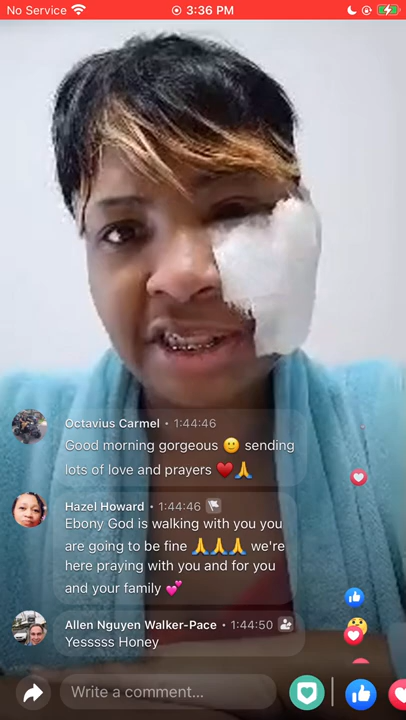 No Service 3:36 PM
Octavius Carmel • 1:44:46
Good morning gorgeous 🙂 sending
lots of love and prayers ❤️🙏
Hazel Howard • 1:44:46
Ebony God is walking with you you
are going to be fine 🙏🙏🙏 we're
here praying with you and for you
and your family 💕
Allen Nguyen Walker-Pace • 1:44:50
Yesssss Honey
Write a comment...